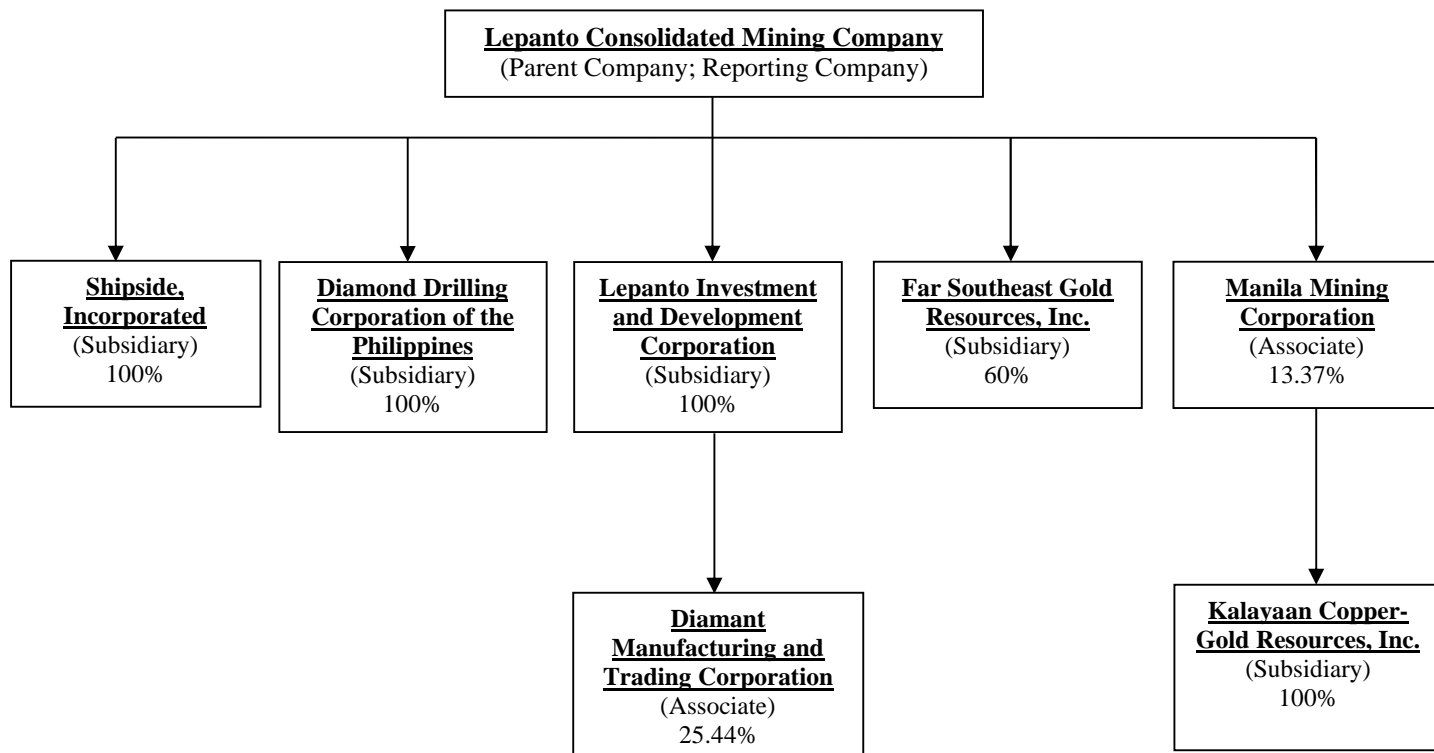 Lepanto Consolidated Mining Company
(Parent Company; Reporting Company)
Shipside,
Incorporated
(Subsidiary)
100%
Diamond Drilling
Corporation of the
Philippines
(Subsidiary)
100%
Lepanto Investment
and Development
Corporation
(Subsidiary)
100%
Far Southeast Gold
Resources, Inc.
(Subsidiary)
60%
Manila Mining
Corporation
(Associate)
13.37%
Diamant
Manufacturing and
Trading Corporation
(Associate)
25.44%
Kalayaan Copper-
Gold Resources, Inc.
(Subsidiary)
100%